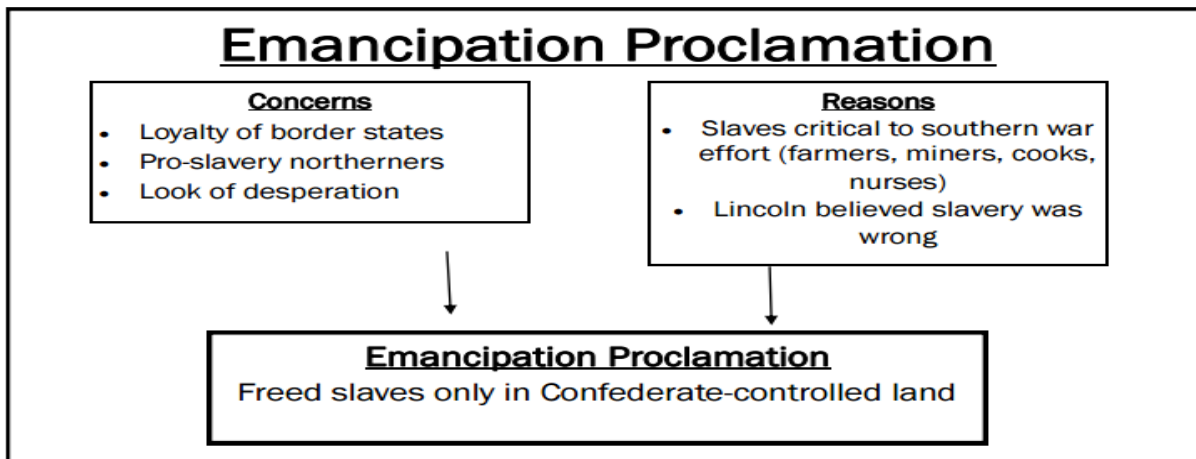 Emancipation Proclamation
Concerns
• Loyalty of border states
• Pro-slavery northerners
• Look of desperation
Reasons
• Slaves critical to southern war
effort (farmers, miners, cooks,
nurses)
• Lincoln believed slavery was
wrong
Emancipation Proclamation
Freed slaves only in Confederate-controlled land